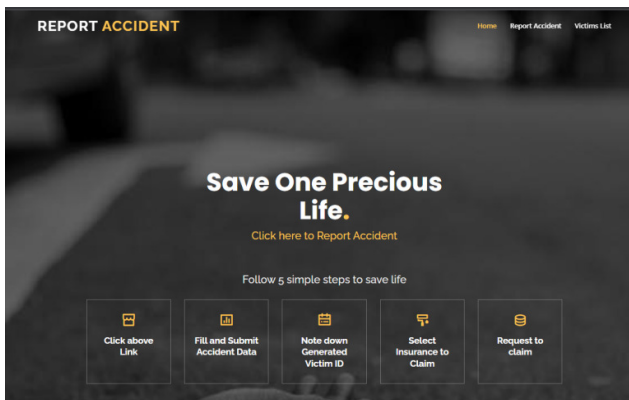 REPORT ACCIDENT
Home Report Accident Victims List
Save One Precious
Life.
Click here to Report Accident
Follow 5 simple steps to save life
Click above
Link
Fill and Submit
Accident Data
Note down
Generated
Victim ID
Select
Insurance to
Claim
Request to
claim